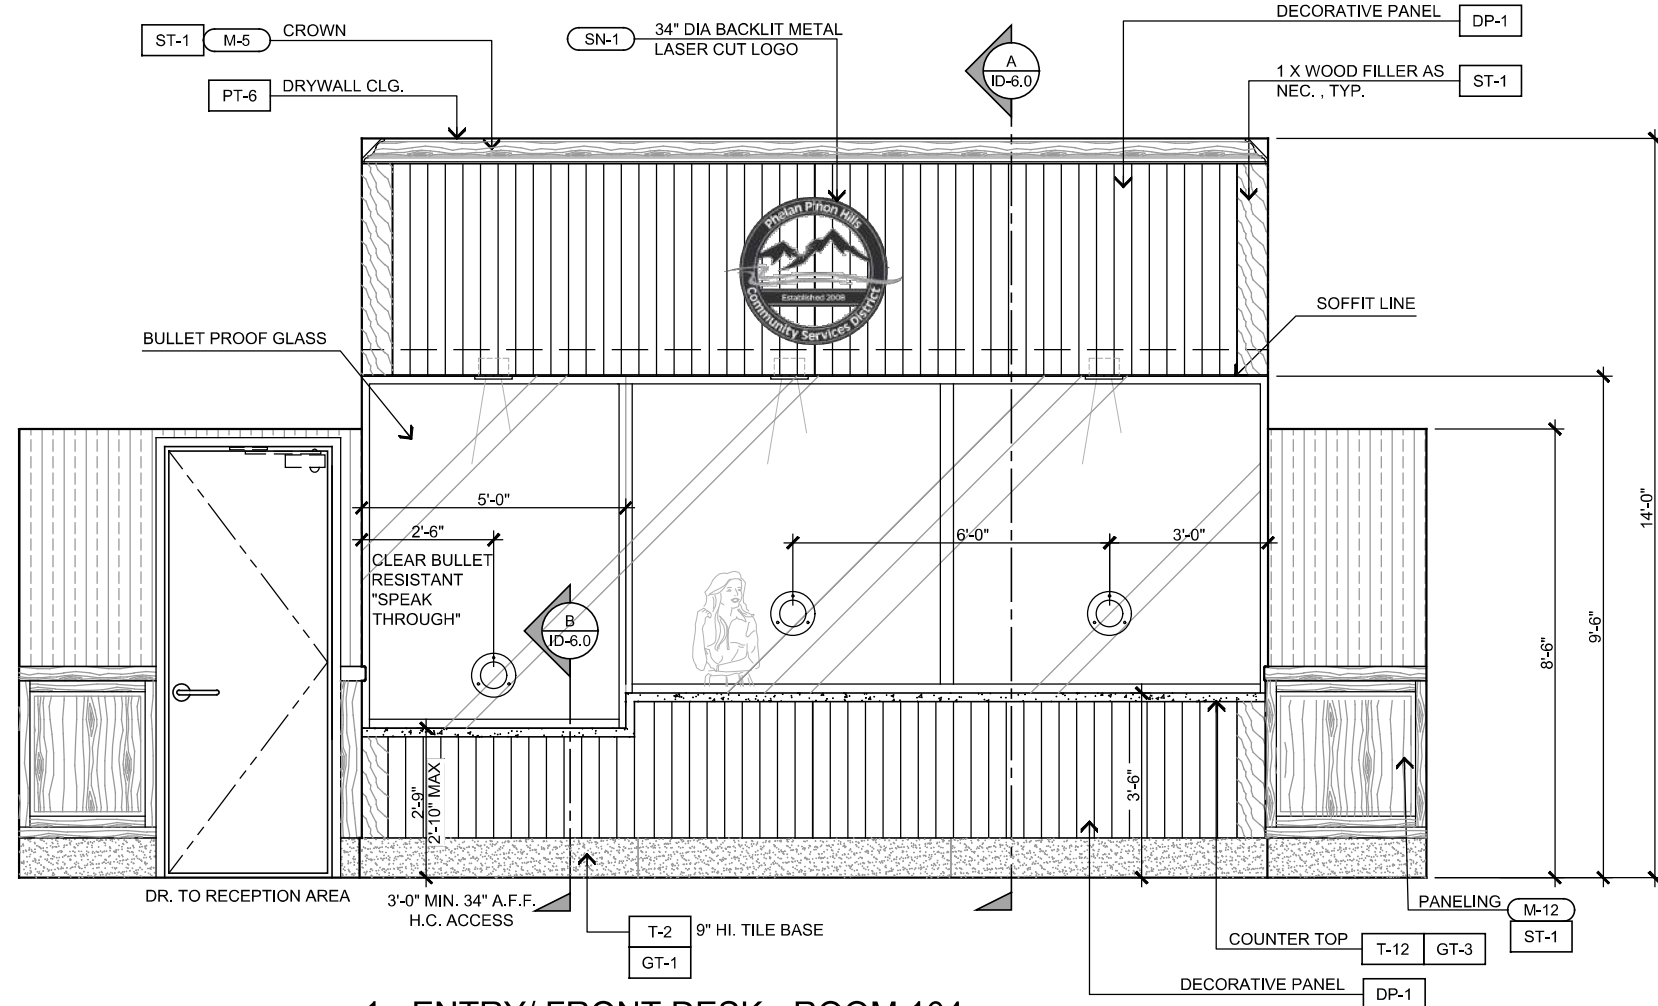 DECORATIVE PANEL
DP-1
ST-1
M-5
CROWN
SN-1
34" DIA BACKLIT METAL
LASER CUT LOGO
A
ID-6.0
1 X WOOD FILLER AS
NEC. , TYP.
ST-1
PT-6
DRYWALL CLG.
Phelan Piñon Hills
Established 2008
Community Services District
SOFFIT LINE
BULLET PROOF GLASS
14'-0"
9'-6"
8'-6"
5'-0"
2'-6"
6'-0"
3'-0"
CLEAR BULLET
RESISTANT
"SPEAK
THROUGH"
B
ID-6.0
2'-9"
2'-10" MAX
3'-6"
DR. TO RECEPTION AREA
3'-0" MIN. 34" A.F.F.
H.C. ACCESS
T-2
9" HI. TILE BASE
GT-1
PANELING
M-12
ST-1
COUNTER TOP
T-12
GT-3
DECORATIVE PANEL
DP-1